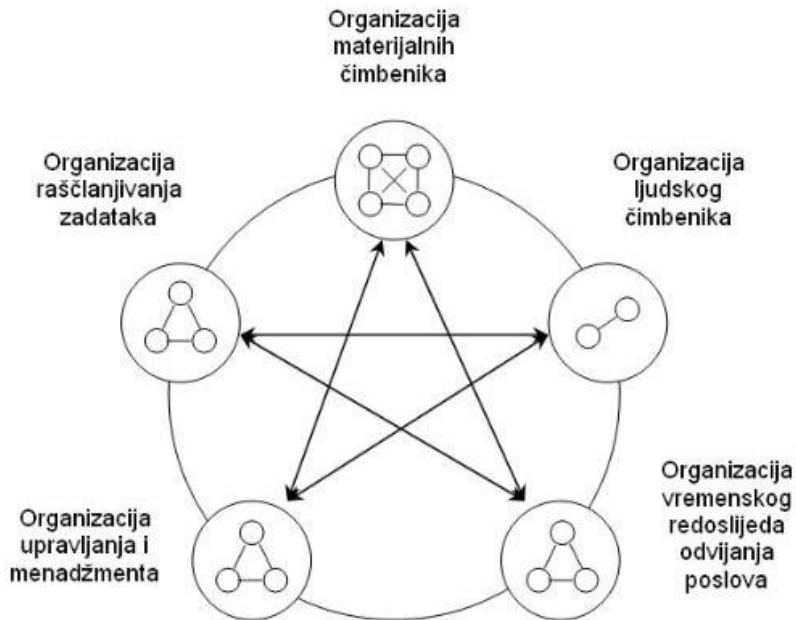 Organizacija
materijalnih
čimbenika
Organizacija
raščlanjivanja
zadataka
Organizacija
ljudskog
čimbenika
Organizacija
upravljanja i
menadžmenta
Organizacija
vremenskog
redoslijeda
odvijanja
poslova